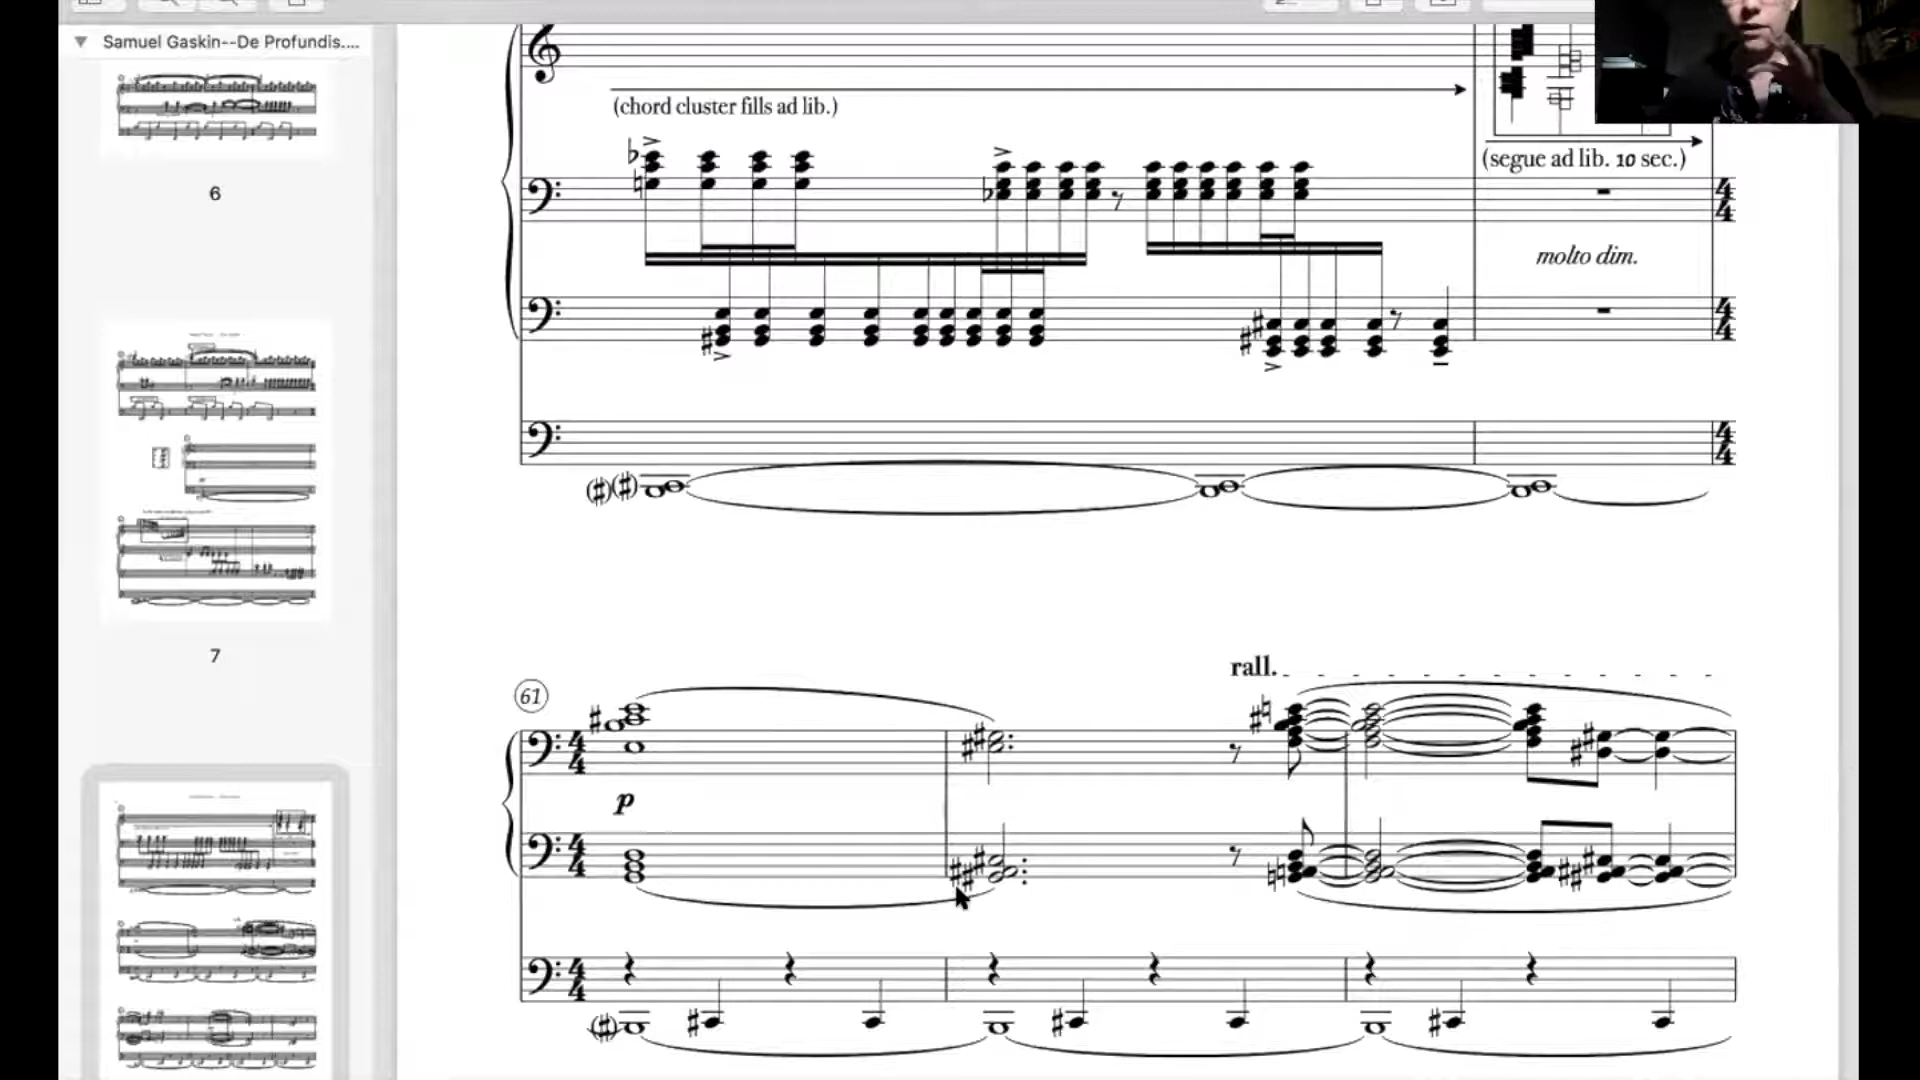 Samuel Gaskin--De Profundis....
6
7
(chord cluster fills ad lib.)
(segue ad lib. 10 sec.)
molto dim.
rall.
61
p